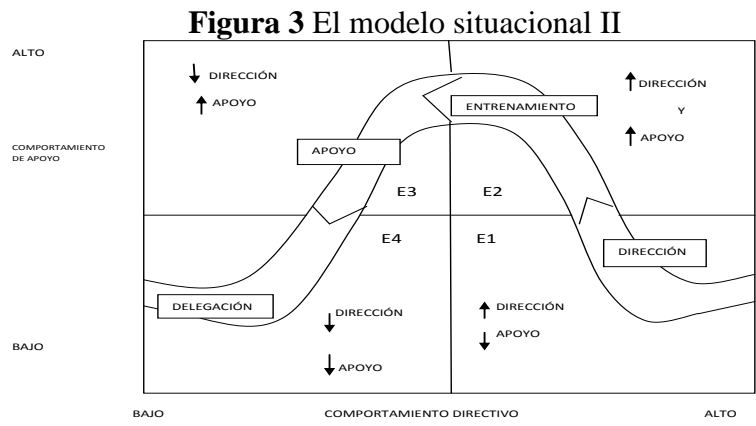 Figura 3 El modelo situacional II
ALTO
DIRECCIÓN
APOYO
DIRECCIÓN
Y
APOYO
ENTRENAMIENTO
COMPORTAMIENTO
DE APOYO
APOYO
E3
E2
E4
E1
DIRECCIÓN
DELEGACIÓN
DIRECCIÓN
APOYO
DIRECCIÓN
APOYO
BAJO
BAJO
COMPORTAMIENTO DIRECTIVO
ALTO